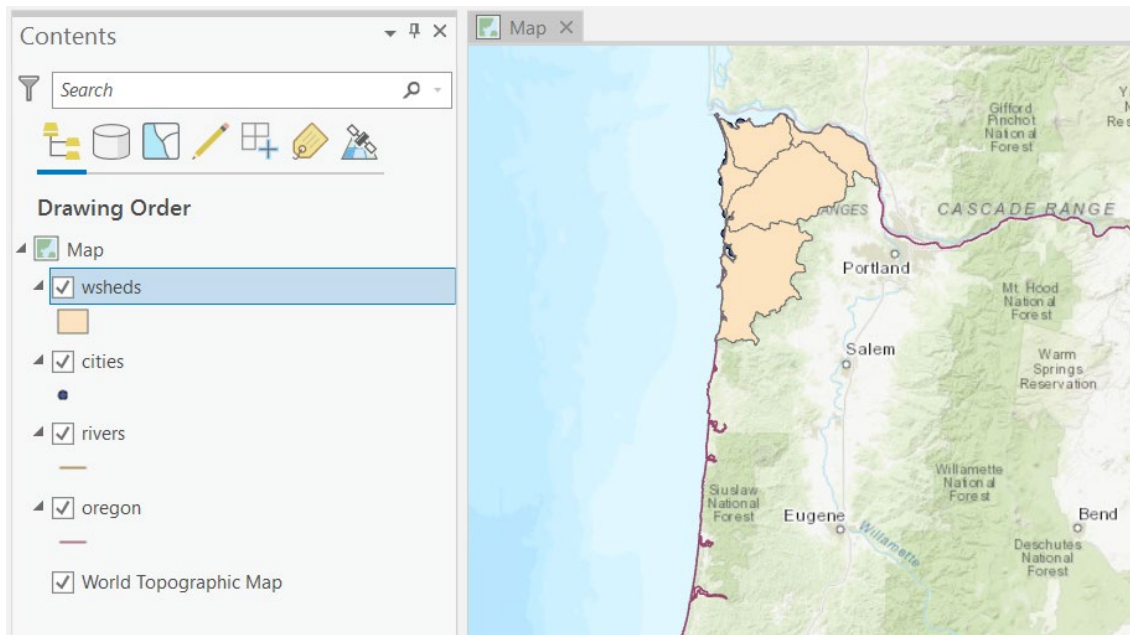 Contents
Search
Drawing Order
Map
wsheds
cities
rivers
oregon
World Topographic Map
Map
Gifford
Pinchot
National
Forest
ANGES
CASCADE RANGE
Portland
Mt. Hood
National
Forest
Salem
Warm
Springs
Reservation
Willamette
National
Forest
Siuslaw
National
Forest
Eugene
Willamette
Bend
Deschutes
National
Forest